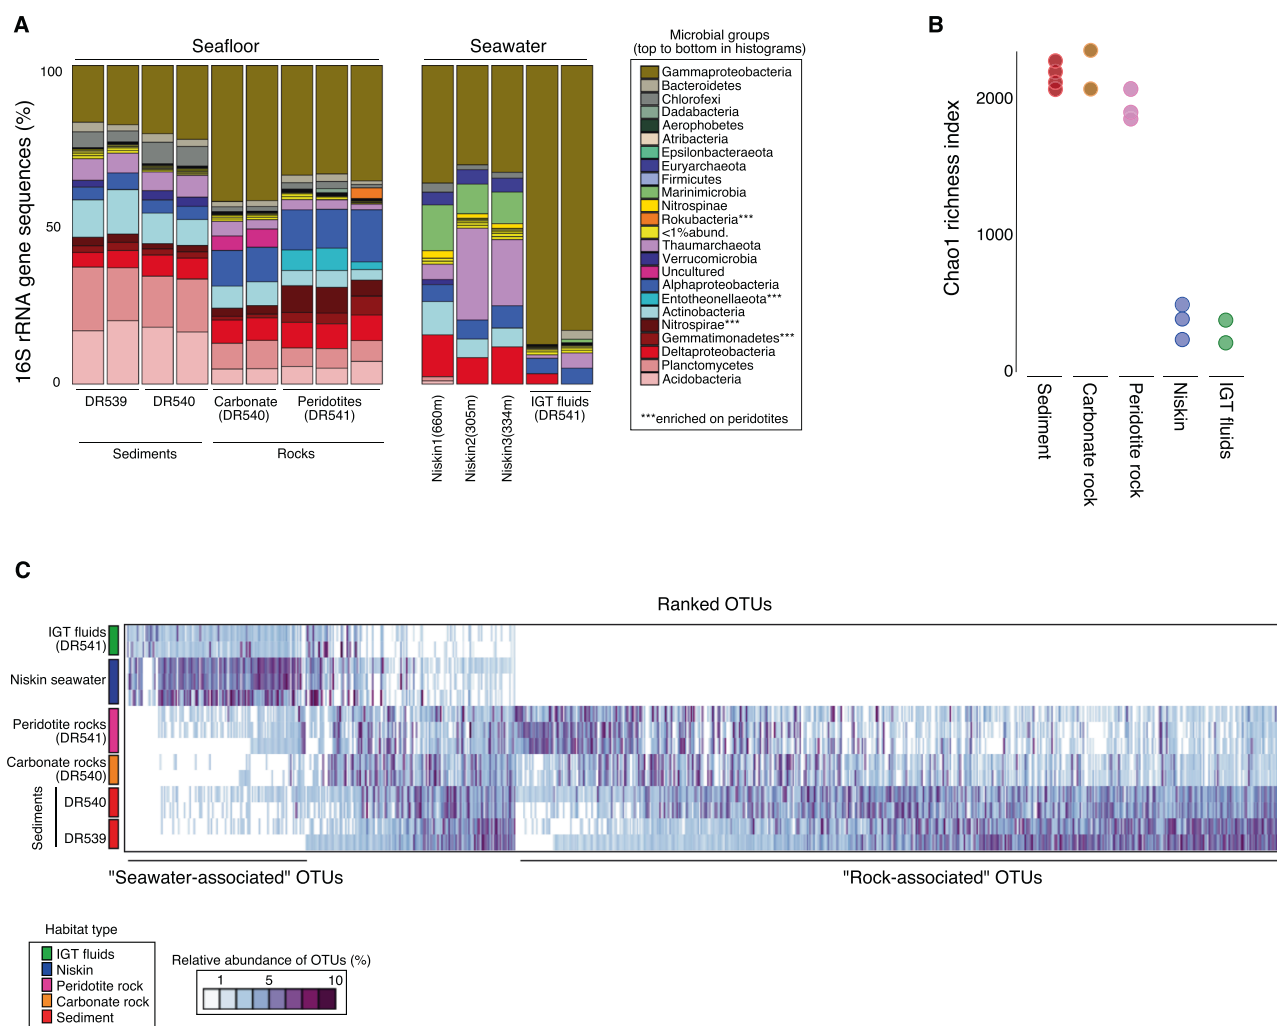 A
Seafloor
Seawater
16S rRNA gene sequences (%)
100
50
0
DR539
DR540
Carbonate
(DR540)
Peridotites
(DR541)
Sediments
Rocks
Niskin1(660m)
Niskin2(305m)
Niskin3(334m)
IGT fluids
(DR541)
Microbial groups
(top to bottom in histograms)
Gammaproteobacteria
Bacteroidetes
Chlorofexi
Dadabacteria
Aerophobetes
Atribacteria
Epsilonbacteraeota
Euryarchaeota
Firmicutes
Marinimicrobia
Nitrospinae
Rokubacteria***
<1%abund.
Thaumarchaeota
Verrucomicrobia
Uncultured
Alphaproteobacteria
Entotheonellaeota***
Actinobacteria
Nitrospirae***
Gemmatimonadetes***
Deltaproteobacteria
Planctomycetes
Acidobacteria
***enriched on peridotites
B
Chao1 richness index
2000
1000
0
Sediment
Carbonate rock
Peridotite rock
Niskin
IGT fluids
C
Ranked OTUs
IGT fluids
(DR541)
Niskin seawater
Peridotite rocks
(DR541)
Carbonate rocks
(DR540)
Sediments
DR540
DR539
"Seawater-associated" OTUs
"Rock-associated" OTUs
Habitat type
IGT fluids
Niskin
Peridotite rock
Carbonate rock
Sediment
Relative abundance of OTUs (%)
1 5 10